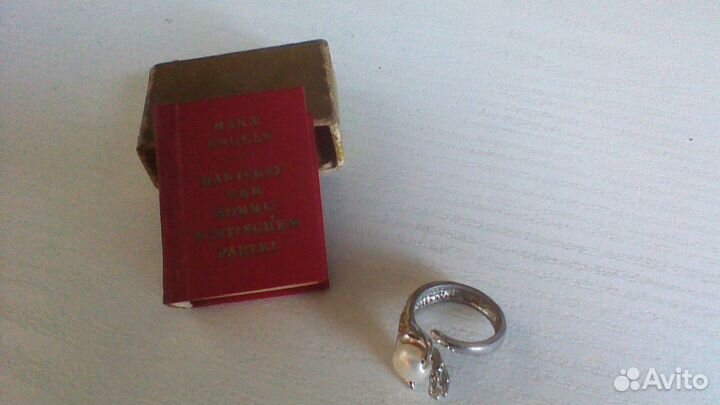 MARX
ENGELS
MANIFEST
DER
KOMMU-
NISTISCHEN
PARTEI
Avito